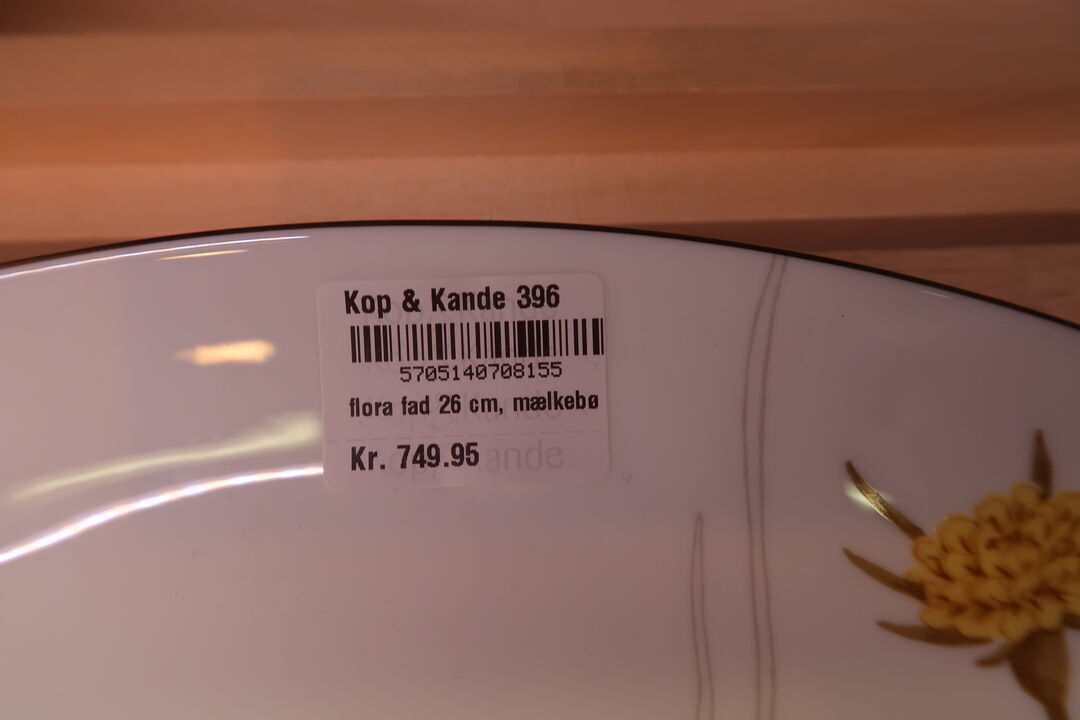 Kop & Kande 396
5705140708155
flora fad 26 cm, mælkebø
Kr. 749.95